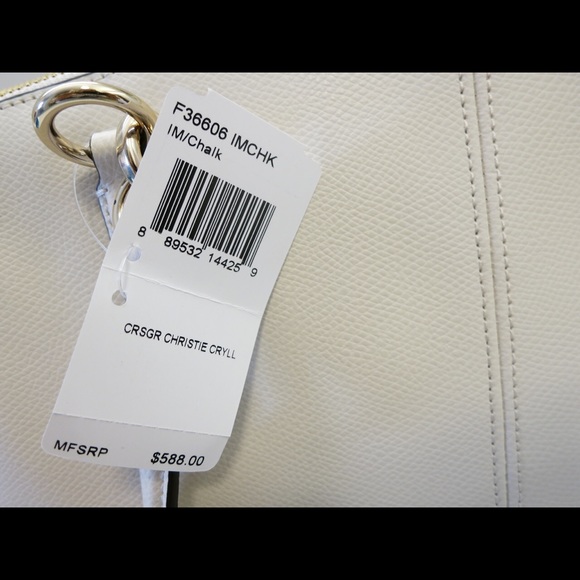 F36606 IMCHK
IM/Chalk
8 89532 14425 9
CRSGR CHRISTIE CRYLL
MFSRP $588.00